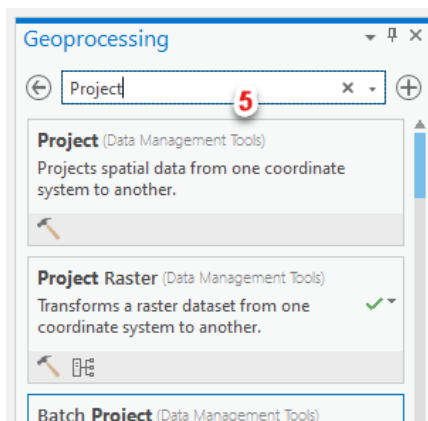 Geoprocessing
Project
5
Project (Data Management Tools)
Projects spatial data from one coordinate
system to another.
Project Raster (Data Management Tools)
Transforms a raster dataset from one
coordinate system to another.
Batch Project (Data Management Tools)